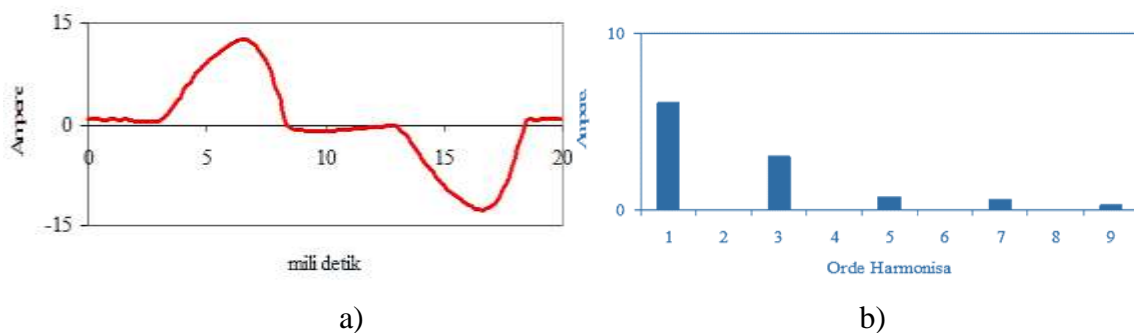 15
0
-15
Ampere
0 5 10 15 20
mili detik
a)
10
0
Ampere.
1 2 3 4 5 6 7 8 9
Orde Harmonisa
b)